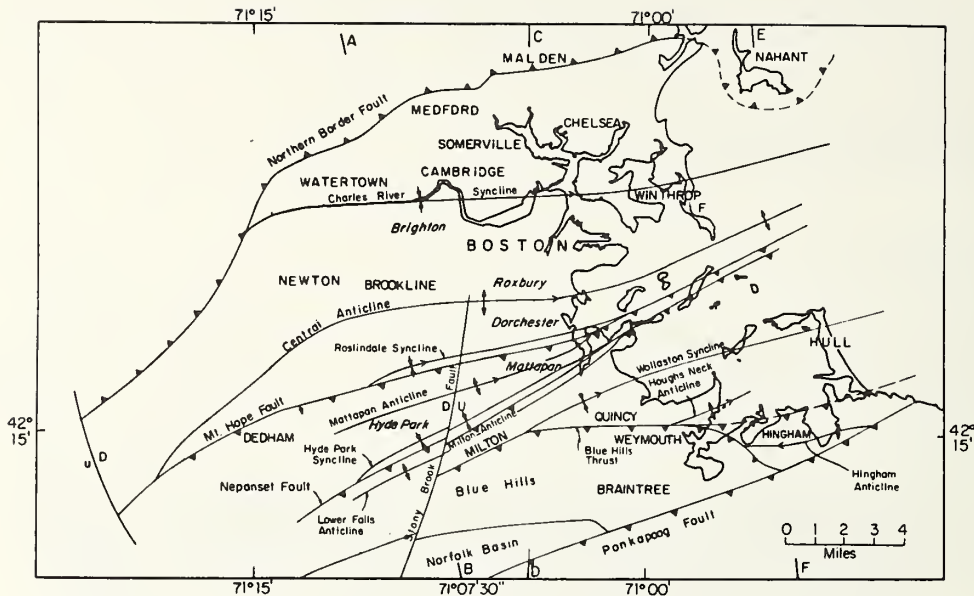 71°15'
71°00'
A
C
E
MALDEN
NAHANT
Northern Border Fault
MEDFORD
CHELSEA
SOMERVILLE
CAMBRIDGE
WATERTOWN
Charles River
Syncline
WINTHROP
F
Brighton
BOSTON
NEWTON
BROOKLINE
Roxbury
Central Anticline
D
Dorchester
Roslindale Syncline
Mattapan
Wollaston Syncline
HULL
Fault
Houghs Neck
Anticline
Mt. Hope Fault
Mattapan Anticline
D U
42°
15'
DEDHAM
Hyde Park
Milton Anticline
QUINCY
42°
15'
U D
Hyde Park
Syncline
MILTON
WEYMOUTH
HINGHAM
Blue Hills
Thrust
Neponset Fault
Brook
Blue Hills
BRAINTREE
Hingham
Anticline
Lower Falls
Anticline
Stony
Ponkapoag Fault
0 1 2 3 4
Miles
Norfolk Basin
B
D
F
71°15'
71°07'30"
71°00'